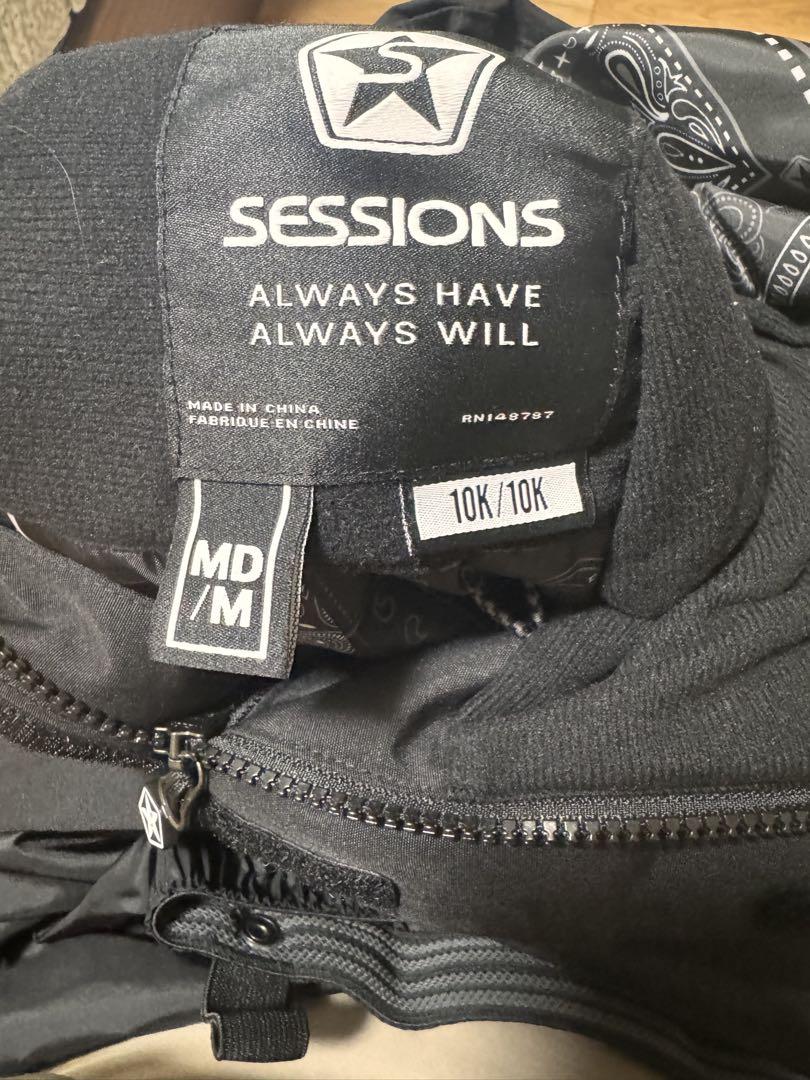 SESSIONS
ALWAYS HAVE
ALWAYS WILL
MADE IN CHINA
FABRIQUE EN CHINE
RN148787
10K/10K
MD
/M